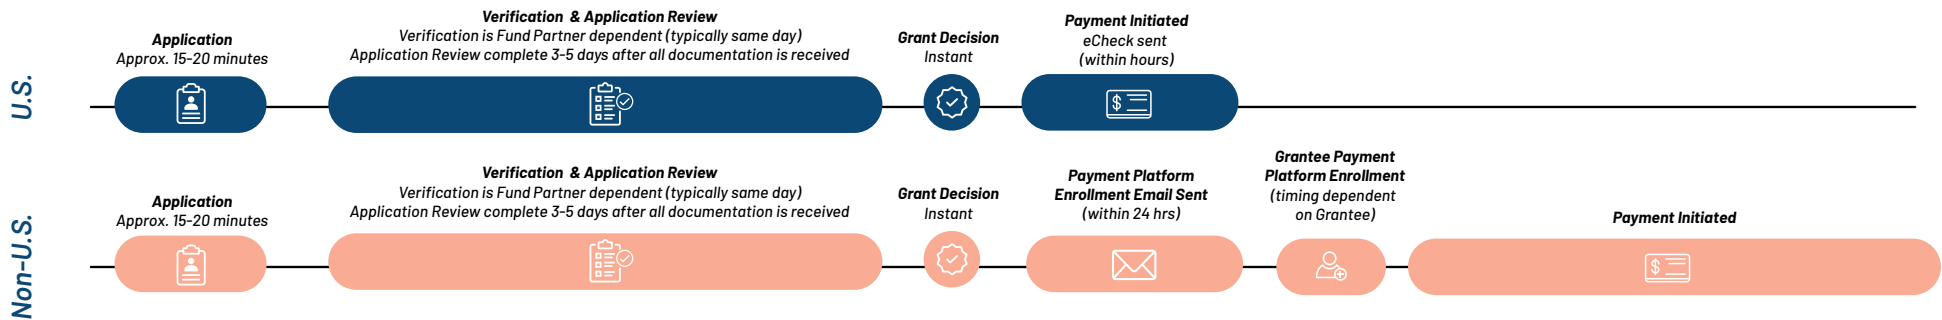 U.S.
Application
Approx. 15-20 minutes
Verification & Application Review
Verification is Fund Partner dependent (typically same day)
Application Review complete 3-5 days after all documentation is received
Grant Decision
Instant
Payment Initiated
eCheck sent
(within hours)
$
Non-U.S.
Application
Approx. 15-20 minutes
Verification & Application Review
Verification is Fund Partner dependent (typically same day)
Application Review complete 3-5 days after all documentation is received
Grant Decision
Instant
Payment Platform
Enrollment Email Sent
(within 24 hrs)
Grantee Payment
Platform Enrollment
(timing dependent
on Grantee)
Payment Initiated
$